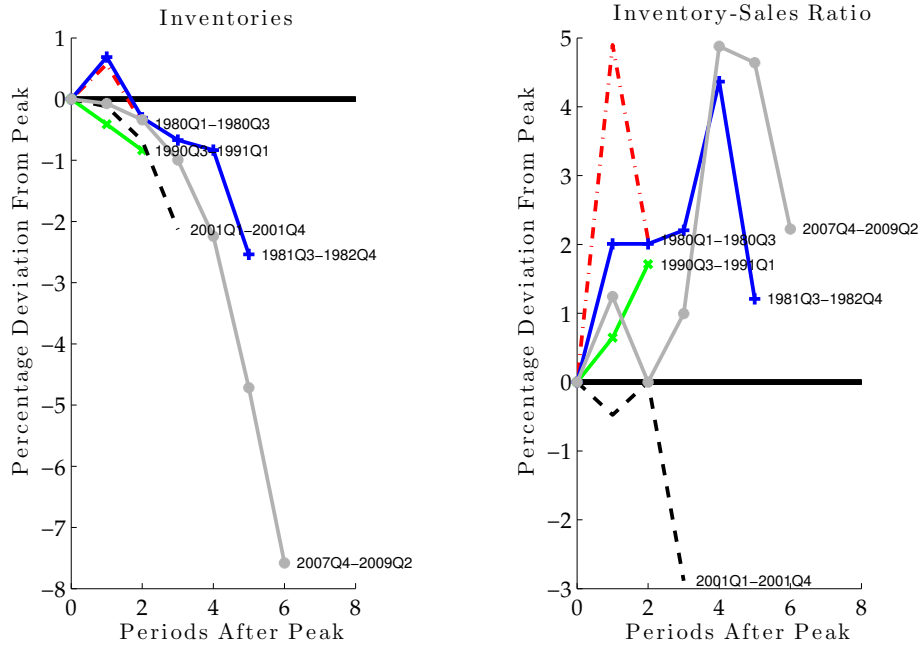 Inventories
Percentage Deviation From Peak
1
0
−1
−2
−3
−4
−5
−6
−7
−8
1980Q1−1980Q3
1990Q3−1991Q1
2001Q1−2001Q4
1981Q3−1982Q4
2007Q4−2009Q2
0
2
4
6
8
Periods After Peak
Inventory-Sales Ratio
Percentage Deviation From Peak
5
4
3
2
1
0
−1
−2
−3
2007Q4−2009Q2
1980Q1−1980Q3
1990Q3−1991Q1
1981Q3−1982Q4
2001Q1−2001Q4
0
2
4
6
8
Periods After Peak